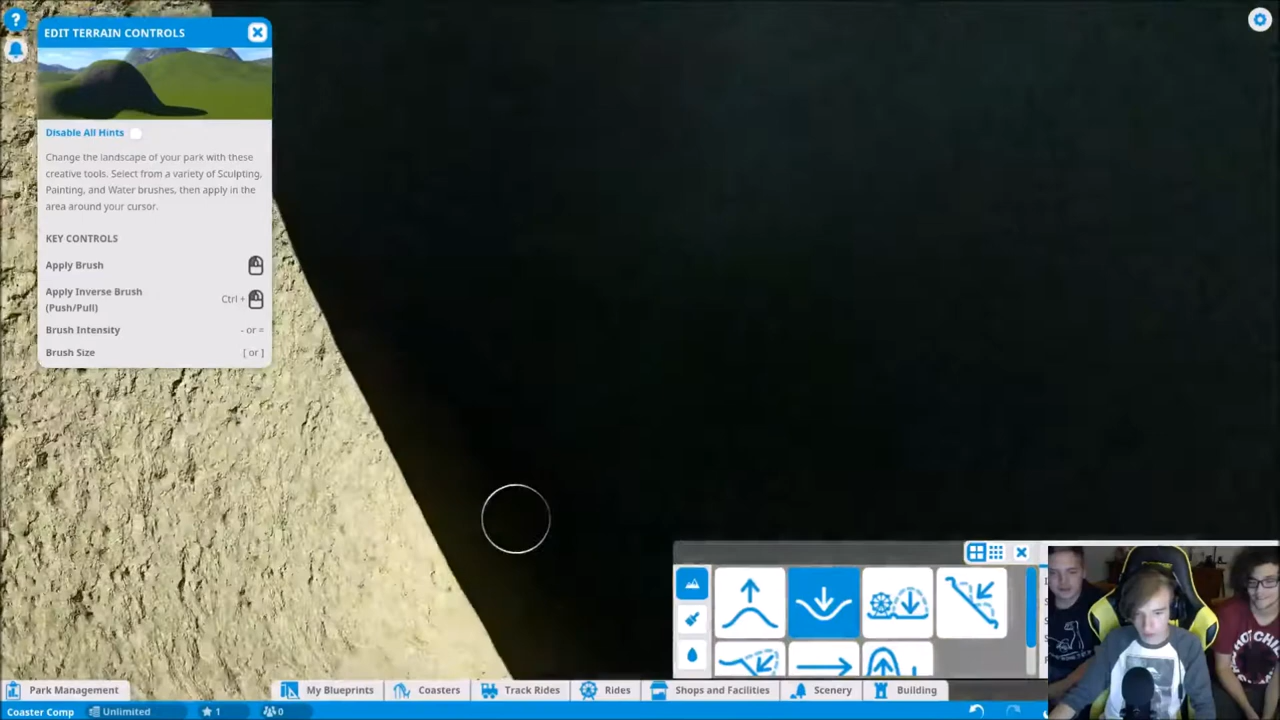 ?
EDIT TERRAIN CONTROLS
Disable All Hints
Change the landscape of your park with these
creative tools. Select from a variety of Sculpting,
Painting, and Water brushes, then apply in the
area around your cursor.
KEY CONTROLS
Apply Brush
Apply Inverse Brush
(Push/Pull)
Ctrl +
Brush Intensity
- or =
Brush Size
[ or ]
Park Management
My Blueprints
Coasters
Track Rides
Rides
Shops and Facilities
Scenery
Building
Coaster Comp
Unlimited
1
0